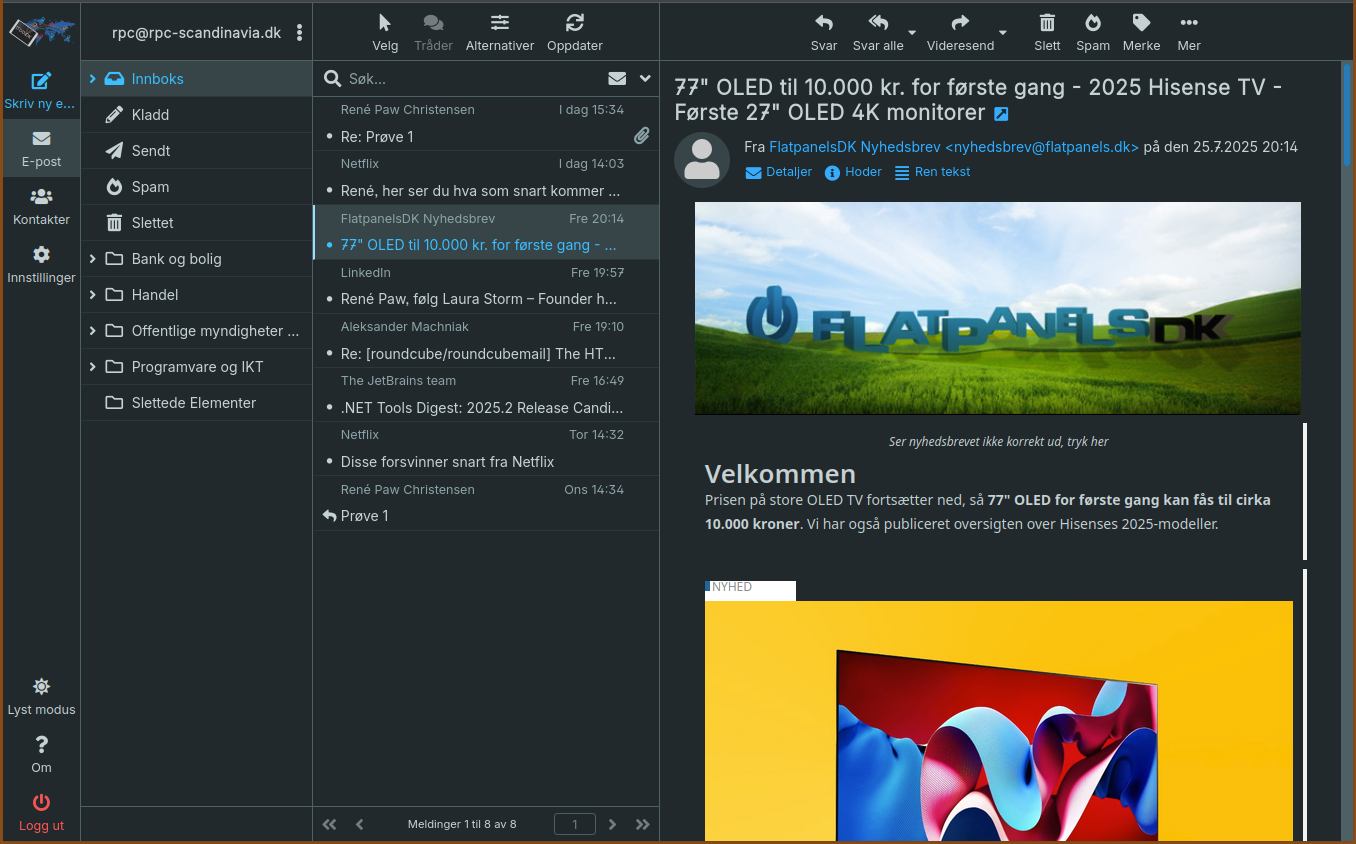 rpc@rpc-scandinavia.dk
Velg
Tråder
Alternativer
Oppdater
Svar
Svar alle
Videresend
Slett
Spam
Merke
Mer
Skriv ny e...
E-post
Kontakter
Innstillinger
Lyst modus
Om
Logg ut
Innboks
Kladd
Sendt
Spam
Slettet
Bank og bolig
Handel
Offentlige myndigheter ...
Programvare og IKT
Slettede Elementer
Søk...
René Paw Christensen I dag 15:34
Re: Prøve 1
Netflix I dag 14:03
René, her ser du hva som snart kommer ...
FlatpanelsDK Nyhedsbrev Fre 20:14
77" OLED til 10.000 kr. for første gang - ...
LinkedIn Fre 19:57
René Paw, følg Laura Storm – Founder h...
Aleksander Machniak Fre 19:10
Re: [roundcube/roundcubemail] The HT...
The JetBrains team Fre 16:49
.NET Tools Digest: 2025.2 Release Candi...
Netflix Tor 14:32
Disse forsvinner snart fra Netflix
René Paw Christensen Ons 14:34
Prøve 1
Meldinger 1 til 8 av 8
1
77" OLED til 10.000 kr. for første gang - 2025 Hisense TV -
Første 27" OLED 4K monitorer
Fra FlatpanelsDK Nyhedsbrev <nyhedsbrev@flatpanels.dk> på den 25.7.2025 20:14
Detaljer
Hoder
Ren tekst
FLATPANELSDK
Ser nyhedsbrevet ikke korrekt ud, tryk her
Velkommen
Prisen på store OLED TV fortsætter ned, så 77" OLED for første gang kan fås til cirka
10.000 kroner. Vi har også publiceret oversigten over Hisenses 2025-modeller.
NYHED